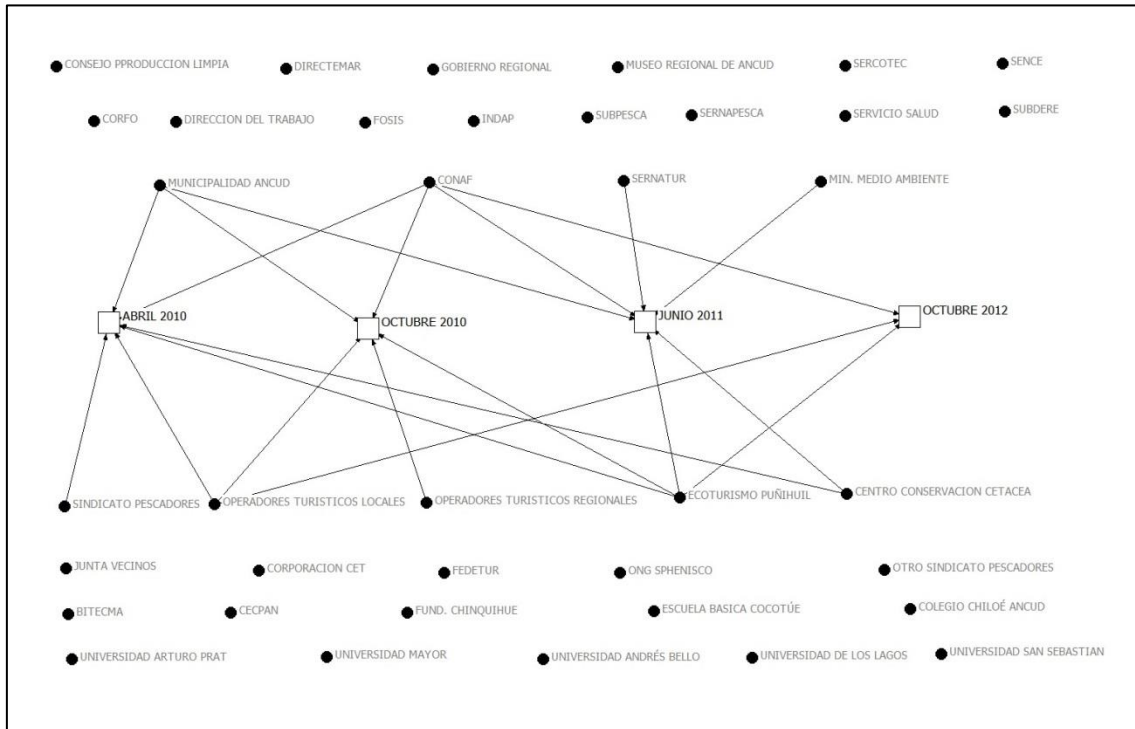 CONSEJO PPRODUCCION LIMPIA
DIRECTEMAR
GOBIERNO REGIONAL
MUSEO REGIONAL DE ANCUD
SERCOTEC
SENCE
CORFO
DIRECCION DEL TRABAJO
FOSIS
INDAP
SUBPESCA
SERNAPESCA
SERVICIO SALUD
SUBDERE
MUNICIPALIDAD ANCUD
CONAF
SERNATUR
MIN. MEDIO AMBIENTE
ABRIL 2010
OCTUBRE 2010
JUNIO 2011
OCTUBRE 2012
SINDICATO PESCADORES
OPERADORES TURISTICOS LOCALES
OPERADORES TURISTICOS REGIONALES
ECOTURISMO PUÑIHUIL
CENTRO CONSERVACION CETACEA
JUNTA VECINOS
CORPORACION CET
FEDETUR
ONG SPHENISCO
OTRO SINDICATO PESCADORES
BITECMA
CECPAN
FUND. CHINQUIHUE
ESCUELA BASICA COCOTÚE
COLEGIO CHILOÉ ANCUD
UNIVERSIDAD ARTURO PRAT
UNIVERSIDAD MAYOR
UNIVERSIDAD ANDRÉS BELLO
UNIVERSIDAD DE LOS LAGOS
UNIVERSIDAD SAN SEBASTIAN